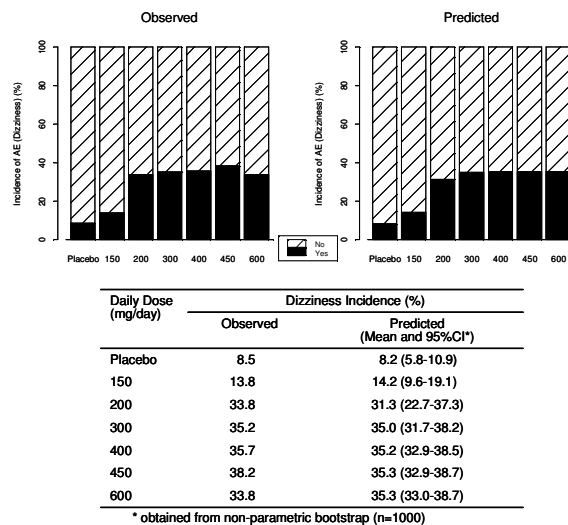 Observed
Predicted
Incidence of AE (Dizziness) (%)
100
80
60
40
20
0
Placebo 150 200 300 400 450 600
No
Yes
Incidence of AE (Dizziness) (%)
100
80
60
40
20
0
Placebo 150 200 300 400 450 600
Daily Dose (mg/day) Dizziness Incidence (%)
Observed Predicted (Mean and 95%CI*)
Placebo 8.5 8.2 (5.8-10.9)
150 13.8 14.2 (9.6-19.1)
200 33.8 31.3 (22.7-37.3)
300 35.2 35.0 (31.7-38.2)
400 35.7 35.2 (32.9-38.5)
450 38.2 35.3 (32.9-38.7)
600 33.8 35.3 (33.0-38.7)
* obtained from non-parametric bootstrap (n=1000)